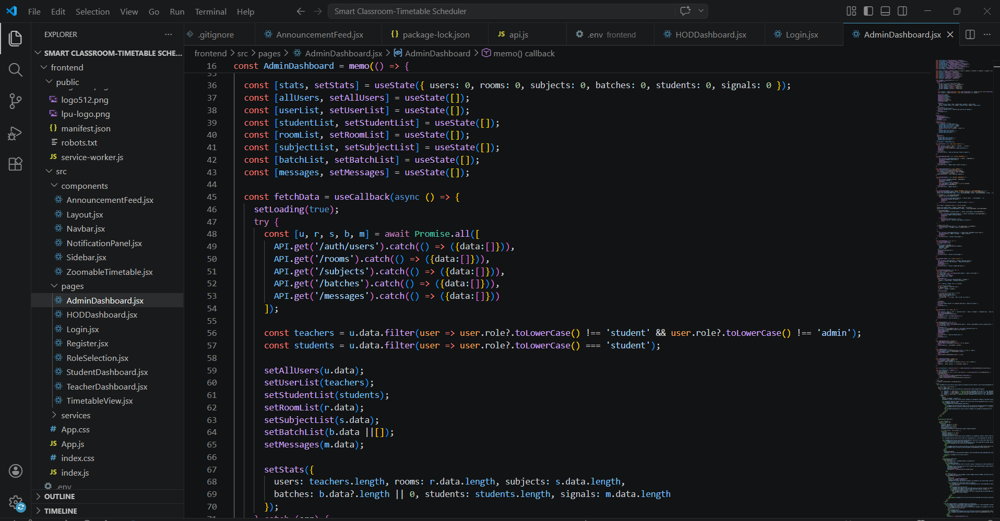 File Edit Selection View Go Run Terminal Help
Smart Classroom-Timetable Scheduler
EXPLORER
.gitignore
AnnouncementFeed.jsx
package-lock.json
api.js
.env frontend
HODDashboard.jsx
Login.jsx
AdminDashboard.jsx
frontend > src > pages > AdminDashboard.jsx > AdminDashboard > memo() callback
SMART CLASSROOM-TIMETABLE SCHE...
frontend
public
logo512.png
lpu-logo.png
manifest.json
robots.txt
service-worker.js
src
components
AnnouncementFeed.jsx
Layout.jsx
Navbar.jsx
NotificationPanel.jsx
Sidebar.jsx
ZoomableTimetable.jsx
pages
AdminDashboard.jsx
HODDashboard.jsx
Login.jsx
Register.jsx
RoleSelection.jsx
StudentDashboard.jsx
TeacherDashboard.jsx
TimetableView.jsx
services
App.css
App.js
index.css
index.js
.env
OUTLINE
TIMELINE
16 const AdminDashboard = memo(() => {
35
36 const [stats, setStats] = useState({ users: 0, rooms: 0, subjects: 0, batches: 0, students: 0, signals: 0 });
37 const [allUsers, setAllUsers] = useState([]);
38 const [userList, setUserList] = useState([]);
39 const [studentList, setStudentList] = useState([]);
40 const [roomList, setRoomList] = useState([]);
41 const [subjectList, setSubjectList] = useState([]);
42 const [batchList, setBatchList] = useState([]);
43 const [messages, setMessages] = useState([]);
44
45 const fetchData = useCallback(async () => {
46 setLoading(true);
47 try {
48 const [u, r, s, b, m] = await Promise.all([
49 API.get('/auth/users').catch(() => ({data:[]})),
50 API.get('/rooms').catch(() => ({data:[]})),
51 API.get('/subjects').catch(() => ({data:[]})),
52 API.get('/batches').catch(() => ({data:[]})),
53 API.get('/messages').catch(() => ({data:[]}))
54 ]);
55
56 const teachers = u.data.filter(user => user.role?.toLowerCase() !== 'student' && user.role?.toLowerCase() !== 'admin');
57 const students = u.data.filter(user => user.role?.toLowerCase() === 'student');
58
59 setAllUsers(u.data);
60 setUserList(teachers);
61 setStudentList(students);
62 setRoomList(r.data);
63 setSubjectList(s.data);
64 setBatchList(b.data ||[]);
65 setMessages(m.data);
66
67 setStats({
68 users: teachers.length, rooms: r.data.length, subjects: s.data.length,
69 batches: b.data?.length || 0, students: students.length, signals: m.data.length
70 });
71 } catch (err) {